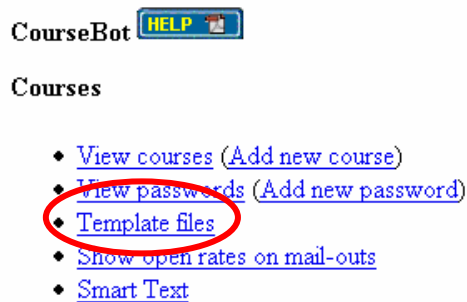 CourseBot HELP
Courses
View courses (Add new course)
View passwords (Add new password)
Template files
Show open rates on mail-outs
Smart Text